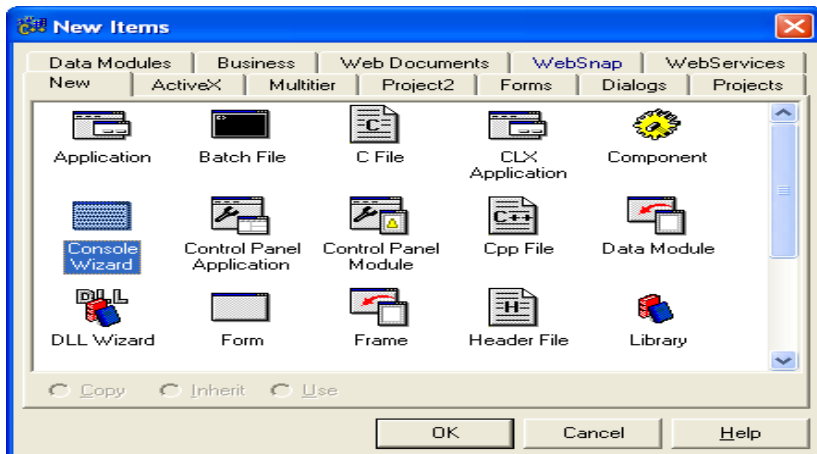 New Items
Data Modules Business Web Documents WebSnap WebServices
New ActiveX Multitier Project2 Forms Dialogs Projects
Application Batch File C File CLX Application Component
Console Wizard Control Panel Application Control Panel Module Cpp File Data Module
DLL
DLL Wizard Form Frame Header File Library
Copy Inherit Use
OK Cancel Help